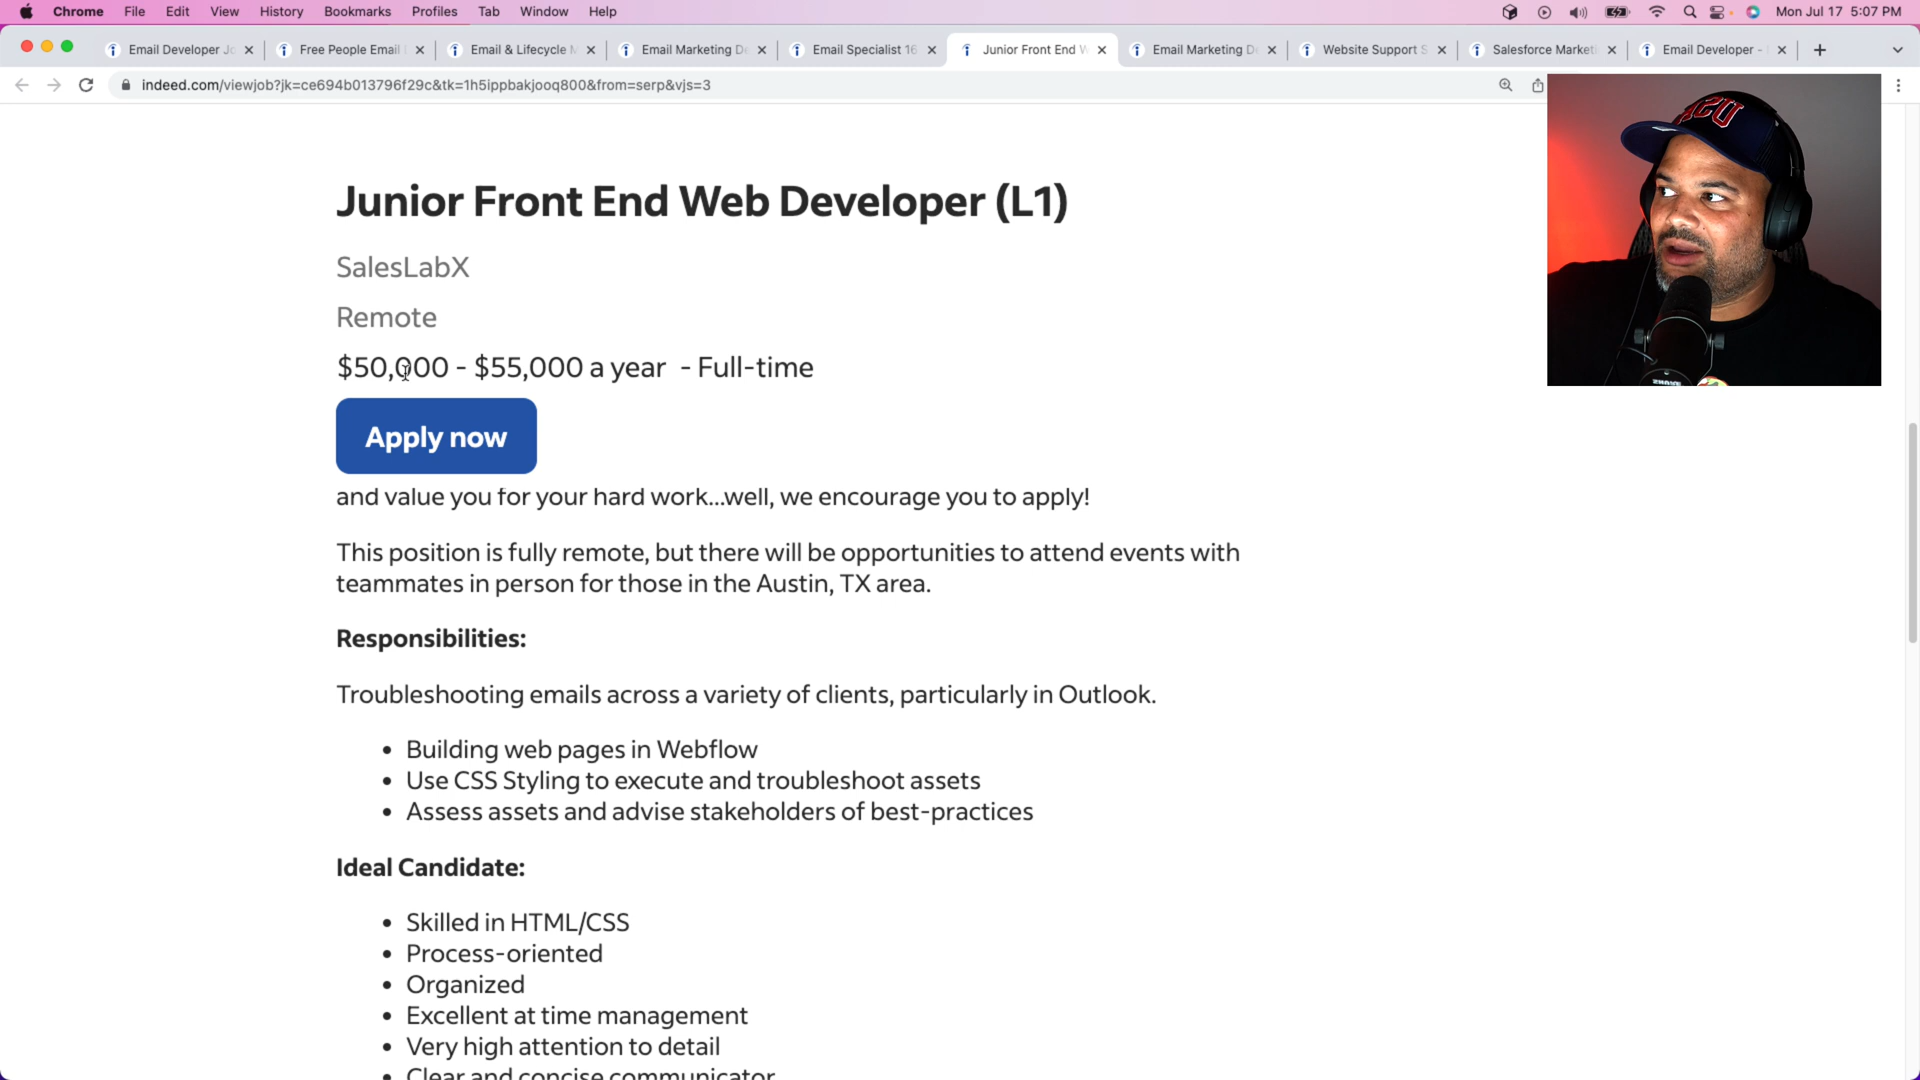 Chrome File Edit View History Bookmarks Profiles Tab Window Help Mon Jul 17 5:07 PM
Email Developer Jo Free People Email Email & Lifecycle M Email Marketing De Email Specialist 16 Junior Front End W Email Marketing D Website Support S Salesforce Market Email Developer -
indeed.com/viewjob?jk=ce694b013796f29c&tk=1h5ippbakjooq800&from=serp&vjs=3
Junior Front End Web Developer (L1)
SalesLabX
Remote
$50,000 - $55,000 a year - Full-time
Apply now
and value you for your hard work...well, we encourage you to apply!
This position is fully remote, but there will be opportunities to attend events with
teammates in person for those in the Austin, TX area.
Responsibilities:
Troubleshooting emails across a variety of clients, particularly in Outlook.
• Building web pages in Webflow
• Use CSS Styling to execute and troubleshoot assets
• Assess assets and advise stakeholders of best-practices
Ideal Candidate:
• Skilled in HTML/CSS
• Process-oriented
• Organized
• Excellent at time management
• Very high attention to detail
• Clear and concise communicator